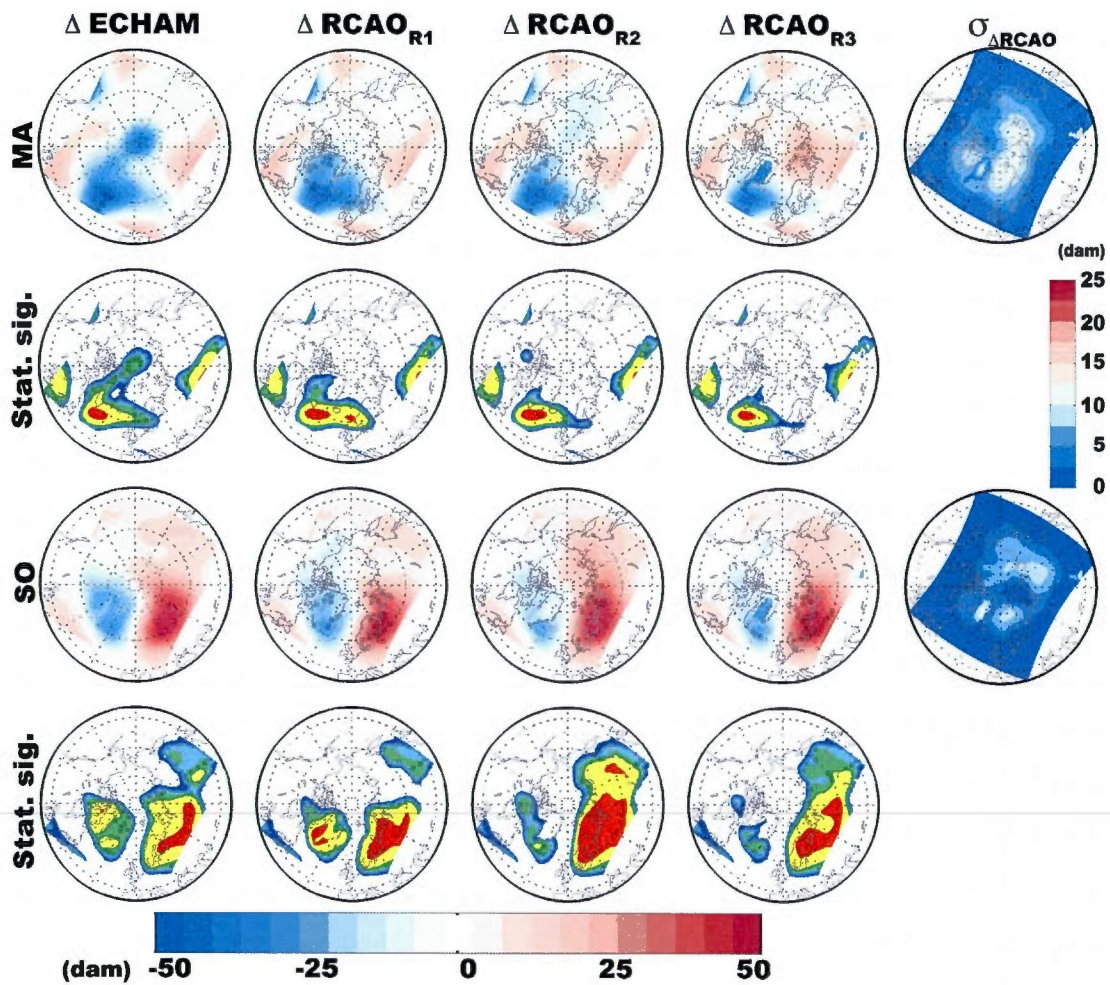 Δ ECHAM
Δ RCAO_R1
Δ RCAO_R2
Δ RCAO_R3
σ_ΔRCAO
MA
(dam)
25
20
15
10
5
0
Stat. sig.
SO
Stat. sig.
(dam)
-50
-25
0
25
50